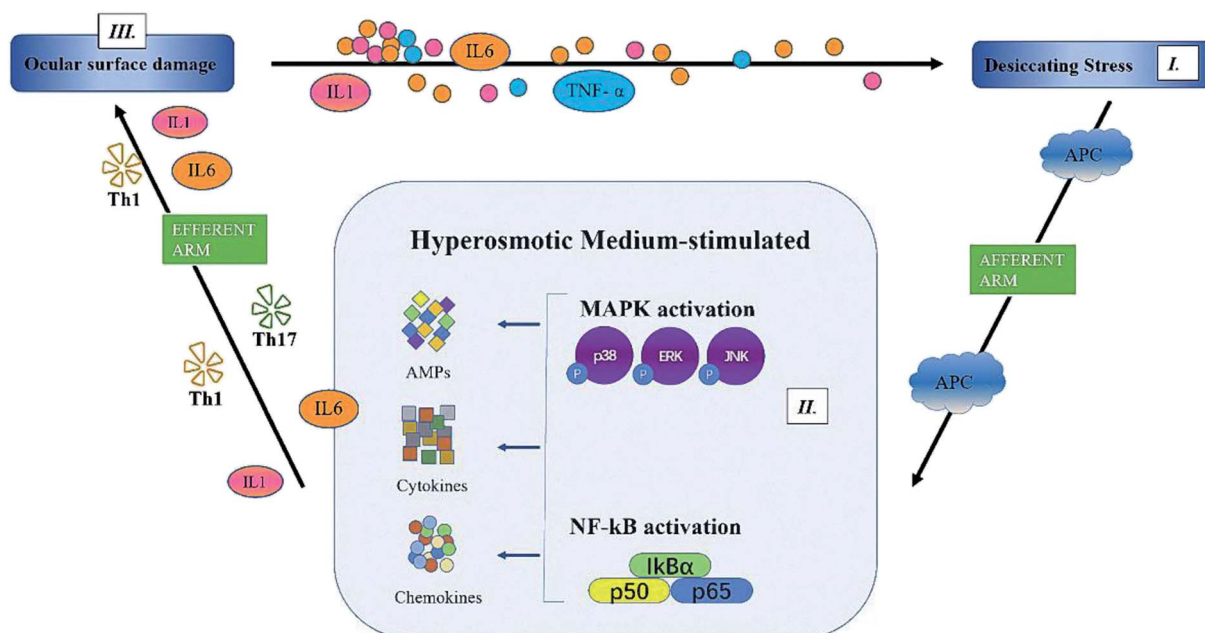 III.
Ocular surface damage
IL6
IL1
TNF- α
Desiccating Stress
I.
IL1
IL6
Th1
EFFERENT
ARM
Th17
Th1
IL6
IL1
APC
AFFERENT
ARM
APC
Hyperosmotic Medium-stimulated
MAPK activation
p38
ERK
JNK
P
P
P
AMPs
II.
Cytokines
NF-kB activation
IkBα
p50
p65
Chemokines